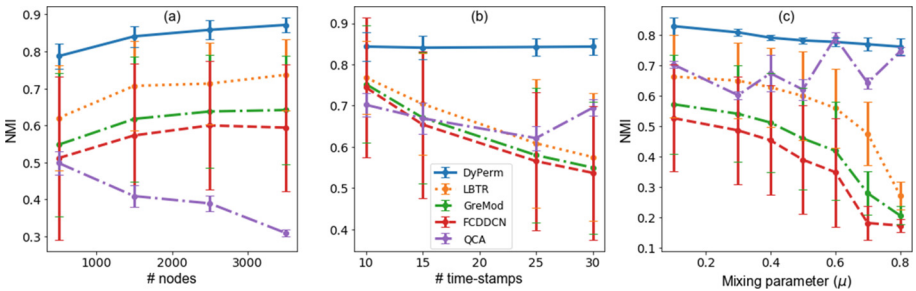 (a)
NMI
0.9
0.8
0.7
0.6
0.5
0.4
0.3
1000 2000 3000
# nodes
(b)
0.9
0.8
0.7
0.6
0.5
0.4
10 15 20 25 30
# time-stamps
DyPerm
LBTR
GreMod
FCDDCN
QCA
(c)
NMI
0.8
0.7
0.6
0.5
0.4
0.3
0.2
0.1
0.2 0.4 0.6 0.8
Mixing parameter (μ)